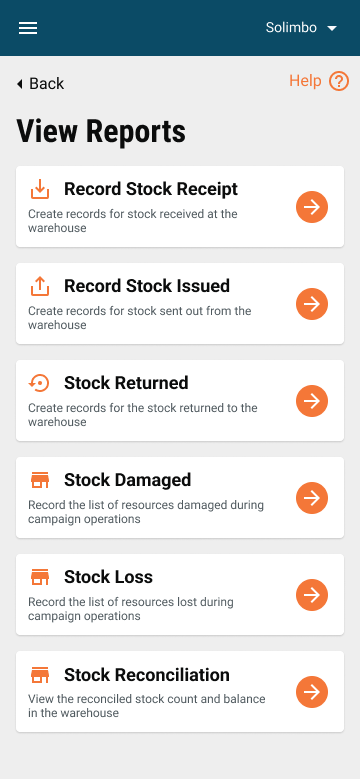 Solimbo
Back
Help
View Reports
Record Stock Receipt
Create records for stock received at the
warehouse
Record Stock Issued
Create records for stock sent out from the
warehouse
Stock Returned
Create records for the stock returned to the
warehouse
Stock Damaged
Record the list of resources damaged during
campaign operations
Stock Loss
Record the list of resources lost during
campaign operations
Stock Reconciliation
View the reconciled stock count and balance
in the warehouse